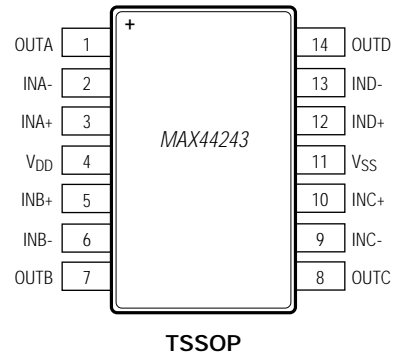 +
OUTA 1 14 OUTD
INA- 2 13 IND-
INA+ 3 12 IND+
MAX44243
VDD 4 11 VSS
INB+ 5 10 INC+
INB- 6 9 INC-
OUTB 7 8 OUTC
TSSOP